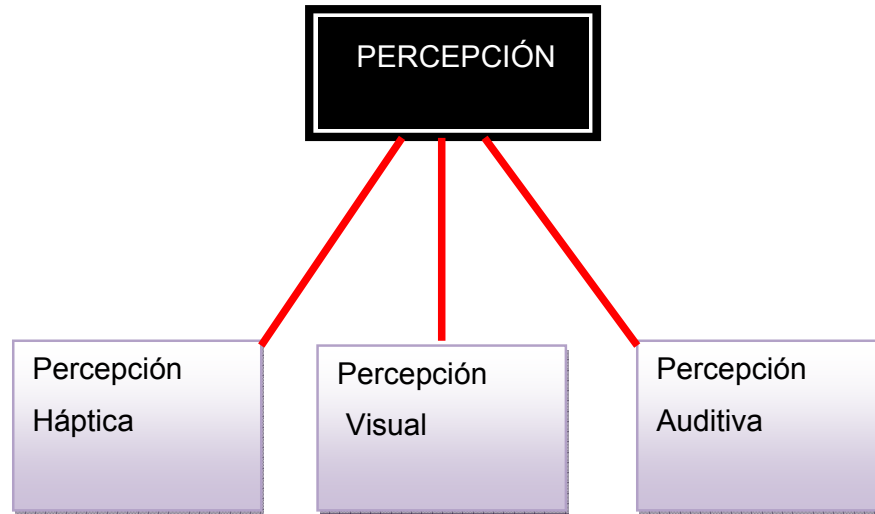 PERCEPCIÓN
Percepción
Háptica
Percepción
Visual
Percepción
Auditiva